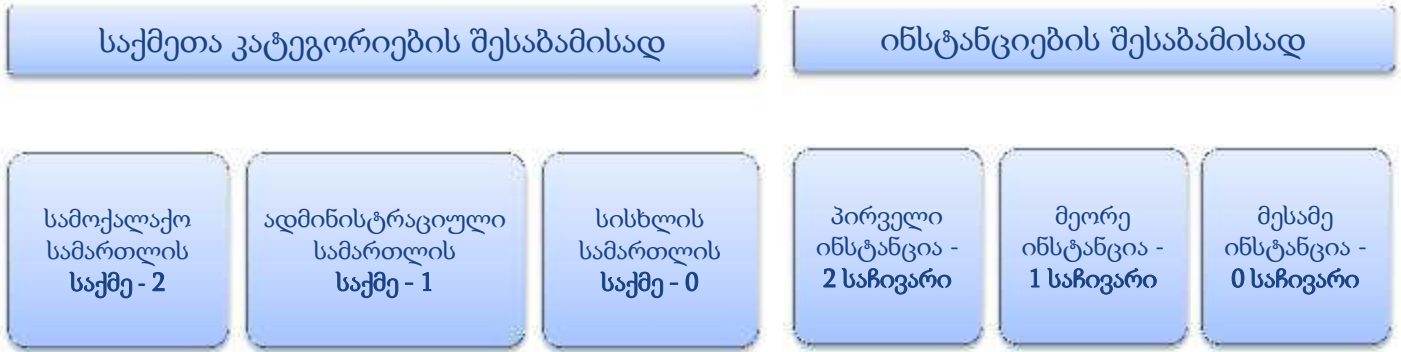 საქმეთა კატეგორიების შესაბამისად
ინსტანციების შესაბამისად
სამოქალაქო
სამართლის
საქმე - 2
ადმინისტრაციული
სამართლის
საქმე - 1
სისხლის
სამართლის
საქმე - 0
პირველი
ინსტანცია -
2 საჩივარი
მეორე
ინსტანცია -
1 საჩივარი
მესამე
ინსტანცია -
0 საჩივარი